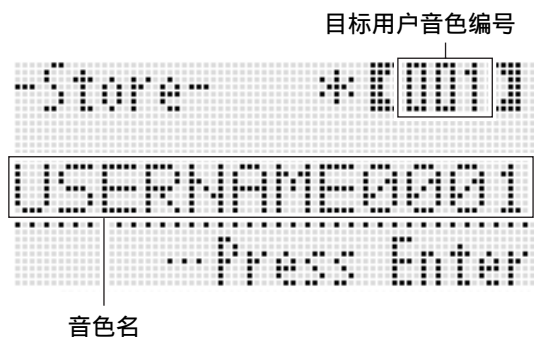 目标用户音色编号
-Store- *【001】
USERNAME0001
…Press Enter
音色名